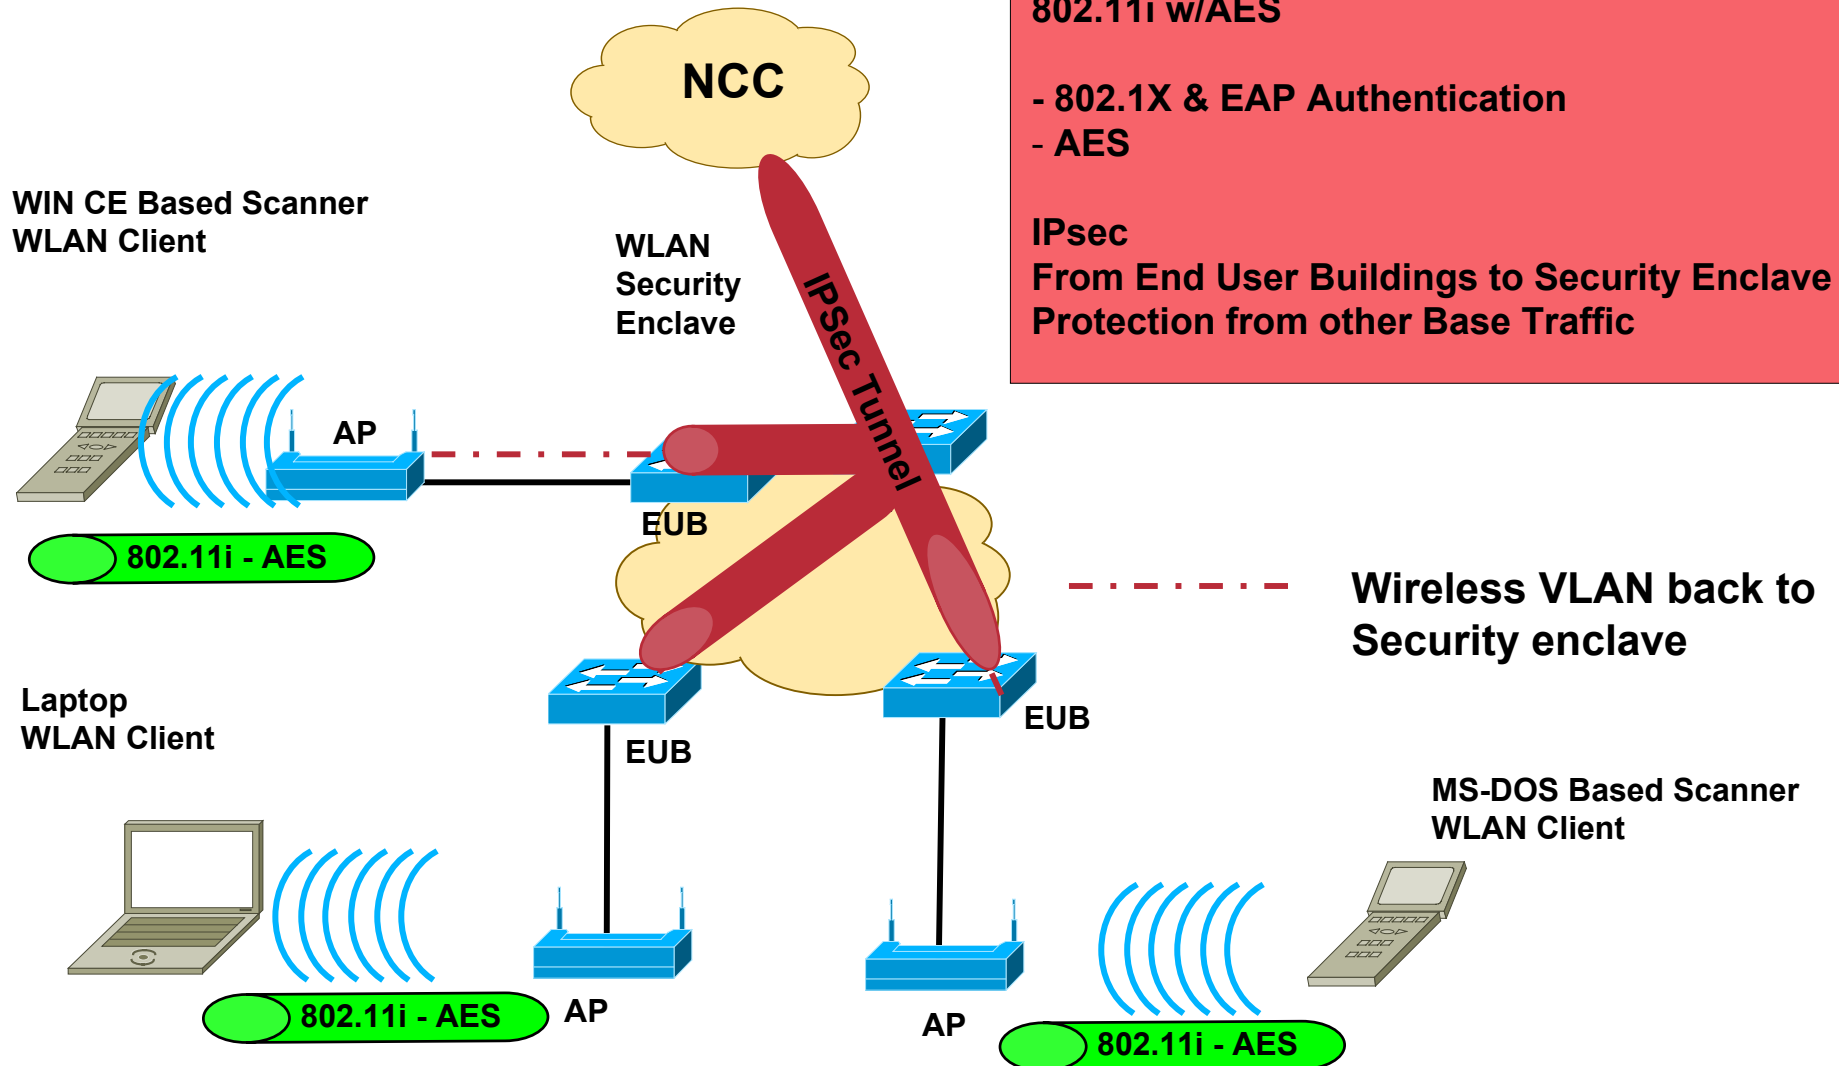 802.11i w/AES
NCC
- 802.1X & EAP Authentication
- AES
WIN CE Based Scanner
WLAN Client
WLAN
Security
Enclave
IPsec
From End User Buildings to Security Enclave
Protection from other Base Traffic
IPSec Tunnel
AP
EUB
802.11i - AES
Wireless VLAN back to
Security enclave
Laptop
WLAN Client
EUB
EUB
MS-DOS Based Scanner
WLAN Client
802.11i - AES
AP
AP
802.11i - AES